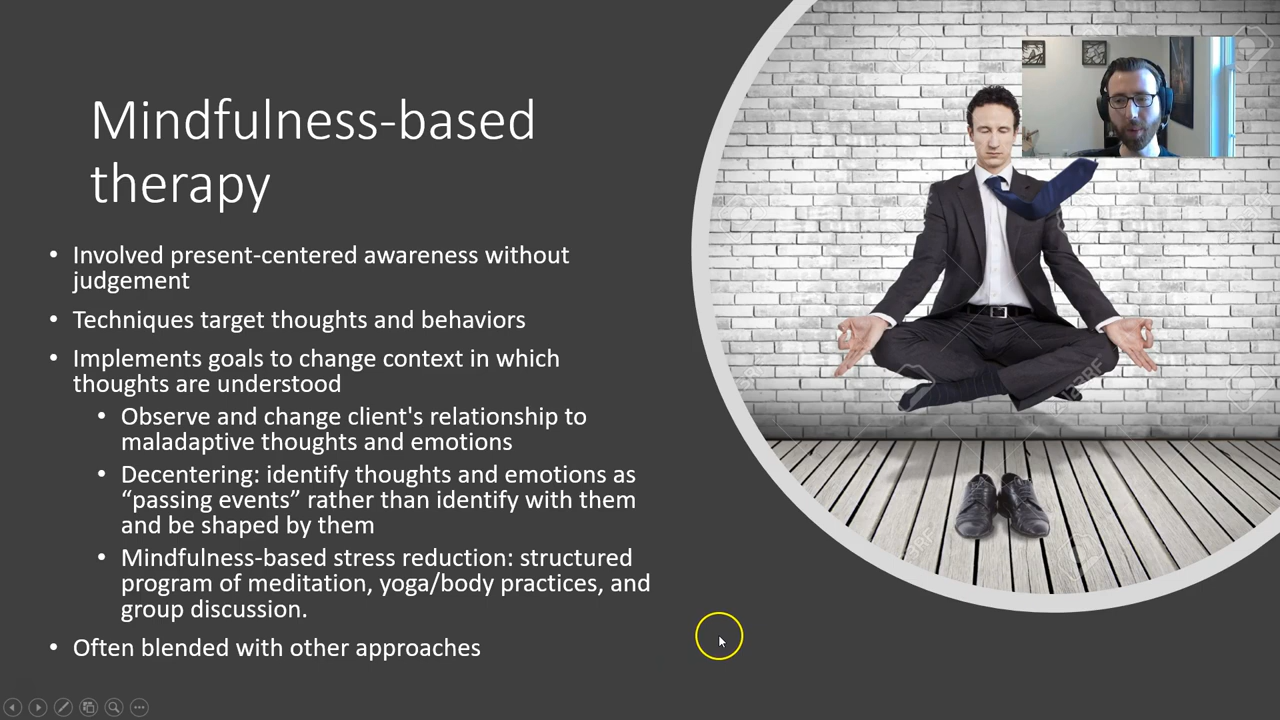 Mindfulness-based
therapy
• Involved present-centered awareness without
judgement
• Techniques target thoughts and behaviors
• Implements goals to change context in which
thoughts are understood
• Observe and change client's relationship to
maladaptive thoughts and emotions
• Decentering: identify thoughts and emotions as
“passing events” rather than identify with them
and be shaped by them
• Mindfulness-based stress reduction: structured
program of meditation, yoga/body practices, and
group discussion.
• Often blended with other approaches